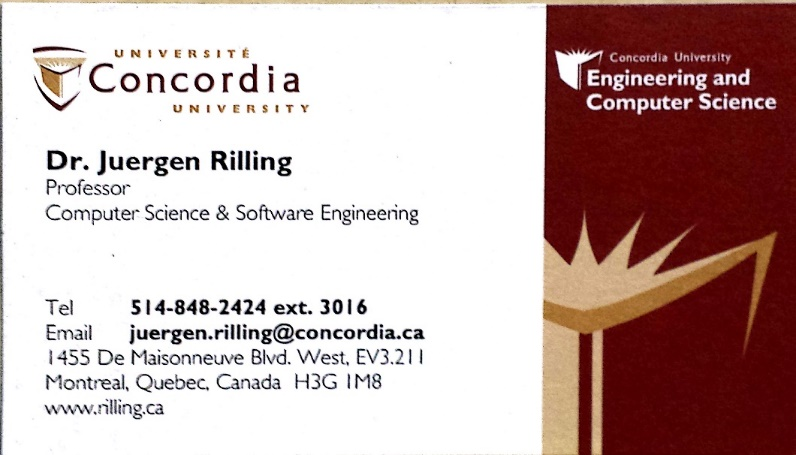 UNIVERSITÉ
Concordia
UNIVERSITY
Concordia University
Engineering and
Computer Science
Dr. Juergen Rilling
Professor
Computer Science & Software Engineering
Tel 514-848-2424 ext. 3016
Email juergen.rilling@concordia.ca
1455 De Maisonneuve Blvd. West, EV3.211
Montreal, Quebec, Canada H3G 1M8
www.rilling.ca